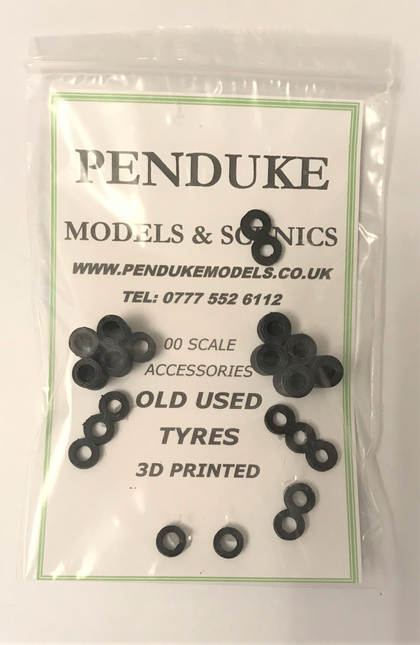 PENDUKE
MODELS & SCENICS
WWW.PENDUKEMODELS.CO.UK
TEL: 0777 552 6112
00 SCALE
ACCESSORIES
OLD USED
TYRES
3D PRINTED